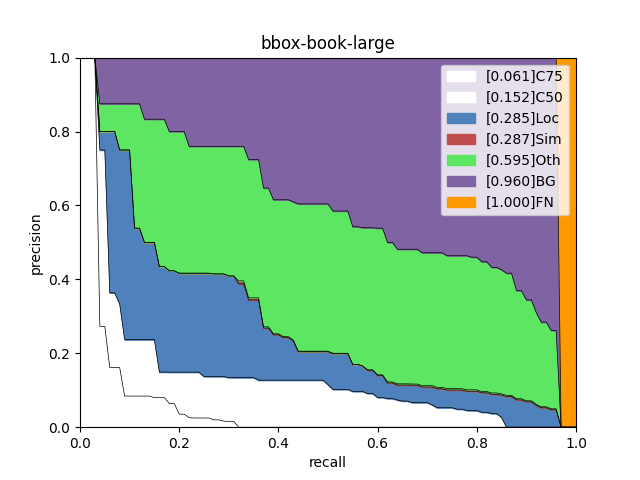 bbox-book-large
1.0
0.8
0.6
0.4
0.2
0.0
precision
[0.061]C75
[0.152]C50
[0.285]Loc
[0.287]Sim
[0.595]Oth
[0.960]BG
[1.000]FN
0.0 0.2 0.4 0.6 0.8 1.0
recall